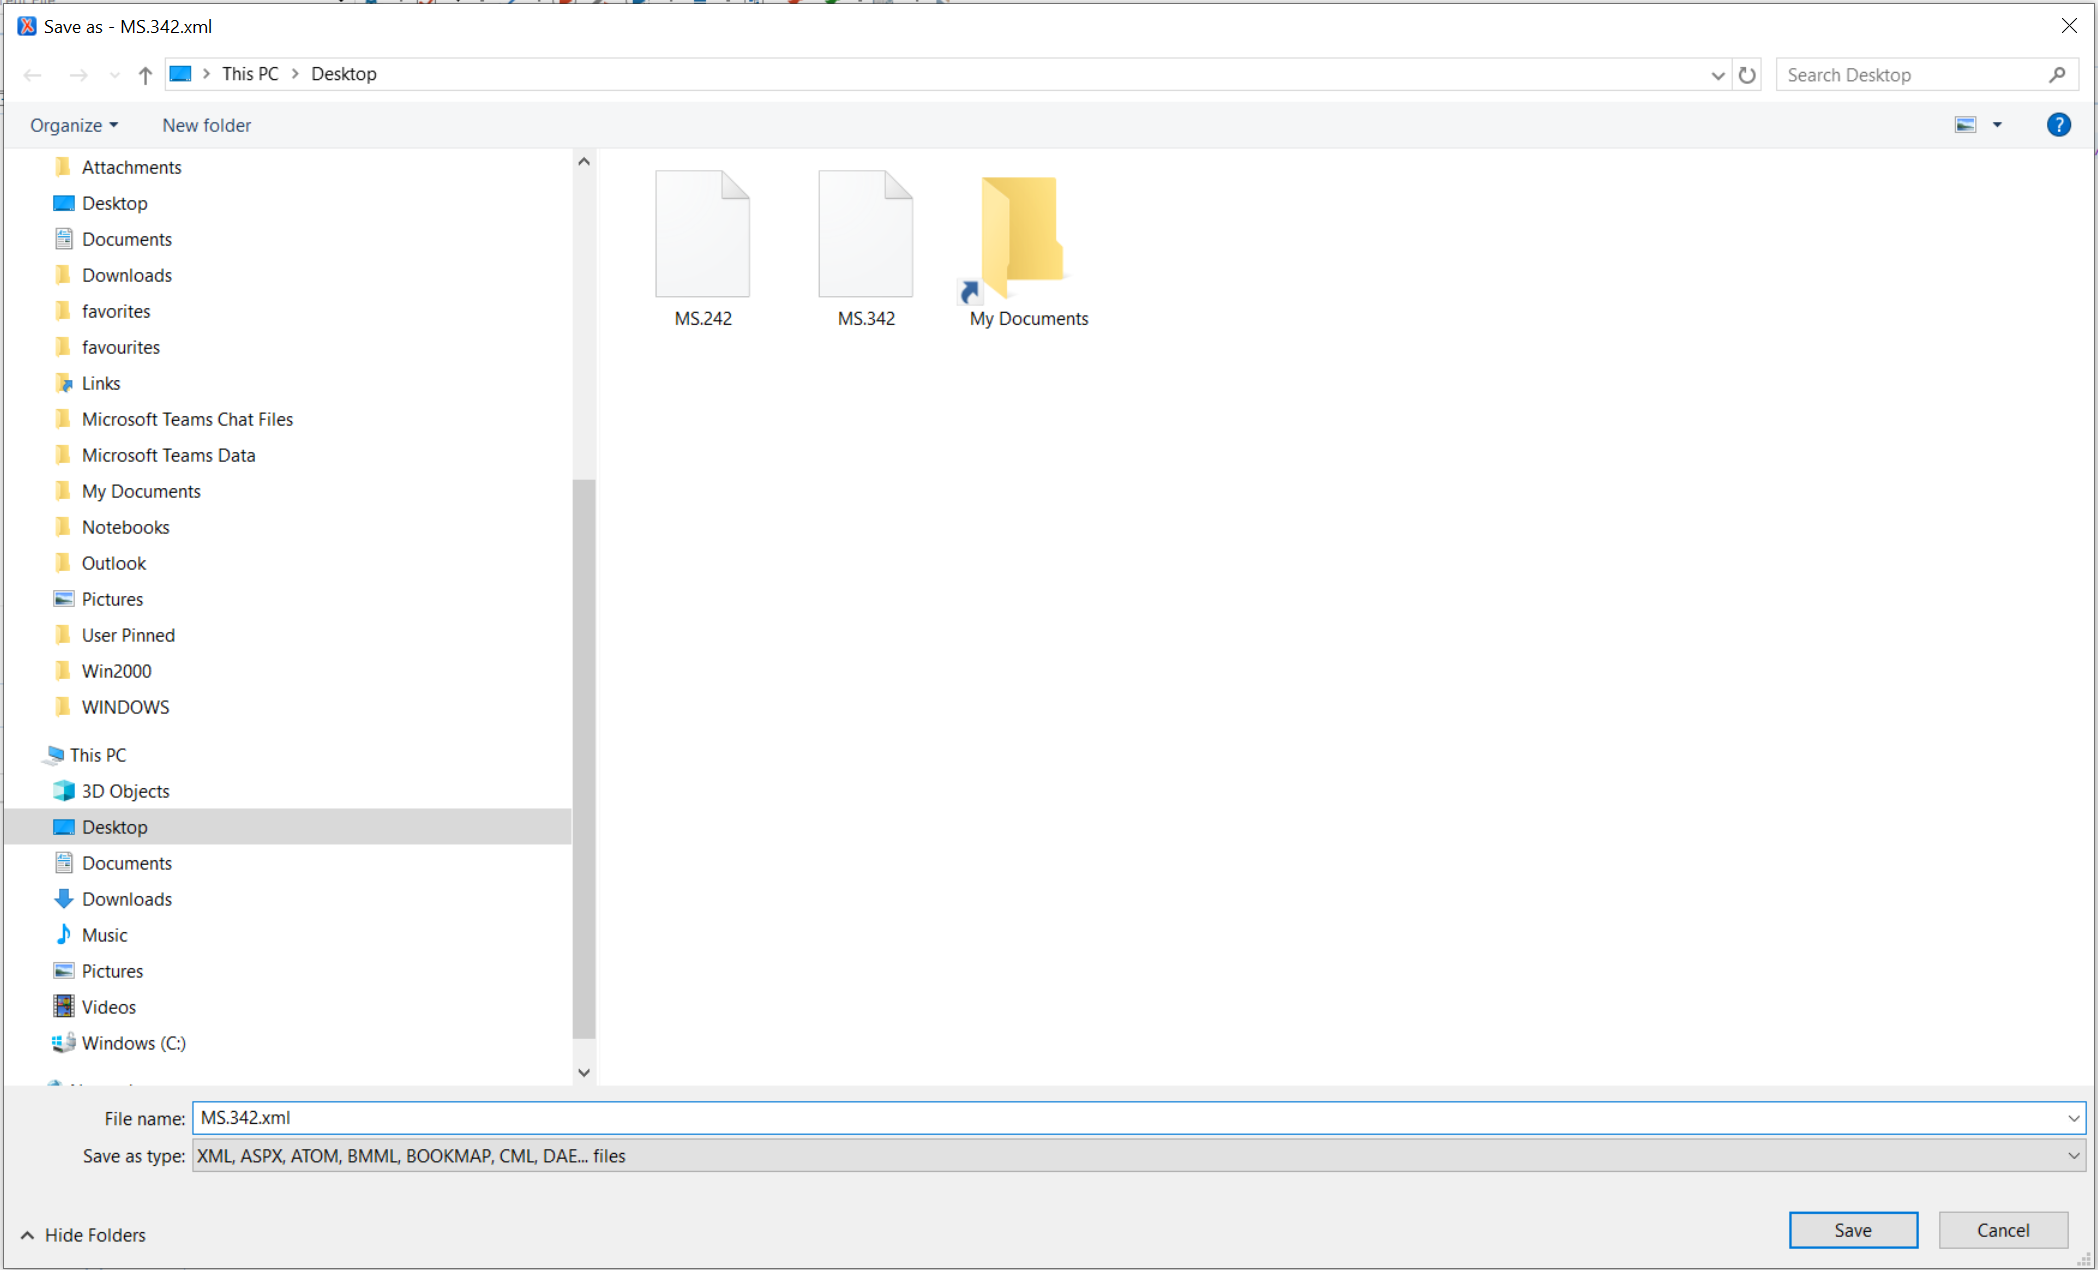 Save as - MS.342.xml
This PC > Desktop
Search Desktop
Organize
New folder
Attachments
Desktop
Documents
Downloads
favorites
favourites
Links
Microsoft Teams Chat Files
Microsoft Teams Data
My Documents
Notebooks
Outlook
Pictures
User Pinned
Win2000
WINDOWS
This PC
3D Objects
Desktop
Documents
Downloads
Music
Pictures
Videos
Windows (C:)
MS.242
MS.342
My Documents
File name: MS.342.xml
Save as type: XML, ASPX, ATOM, BMML, BOOKMAP, CML, DAE... files
Hide Folders
Save
Cancel